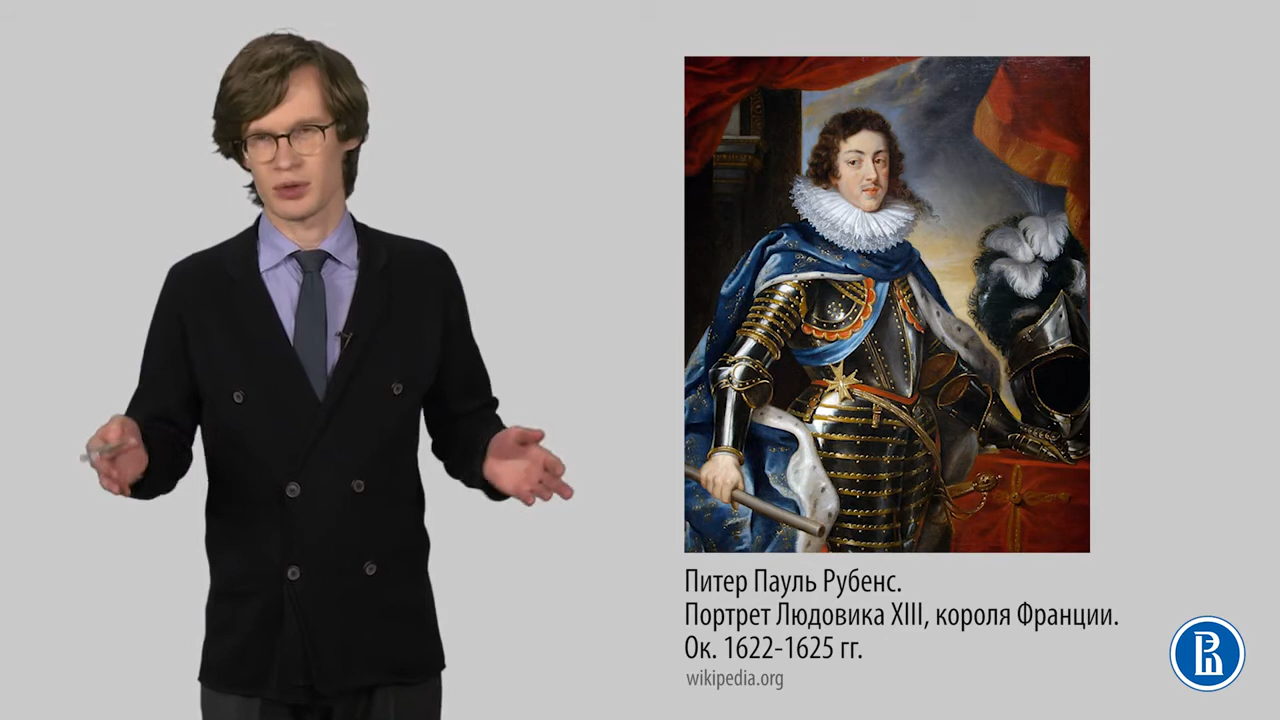 Питер Пауль Рубенс.
Портрет Людовика XIII, короля Франции.
Ок. 1622-1625 гг.
wikipedia.org